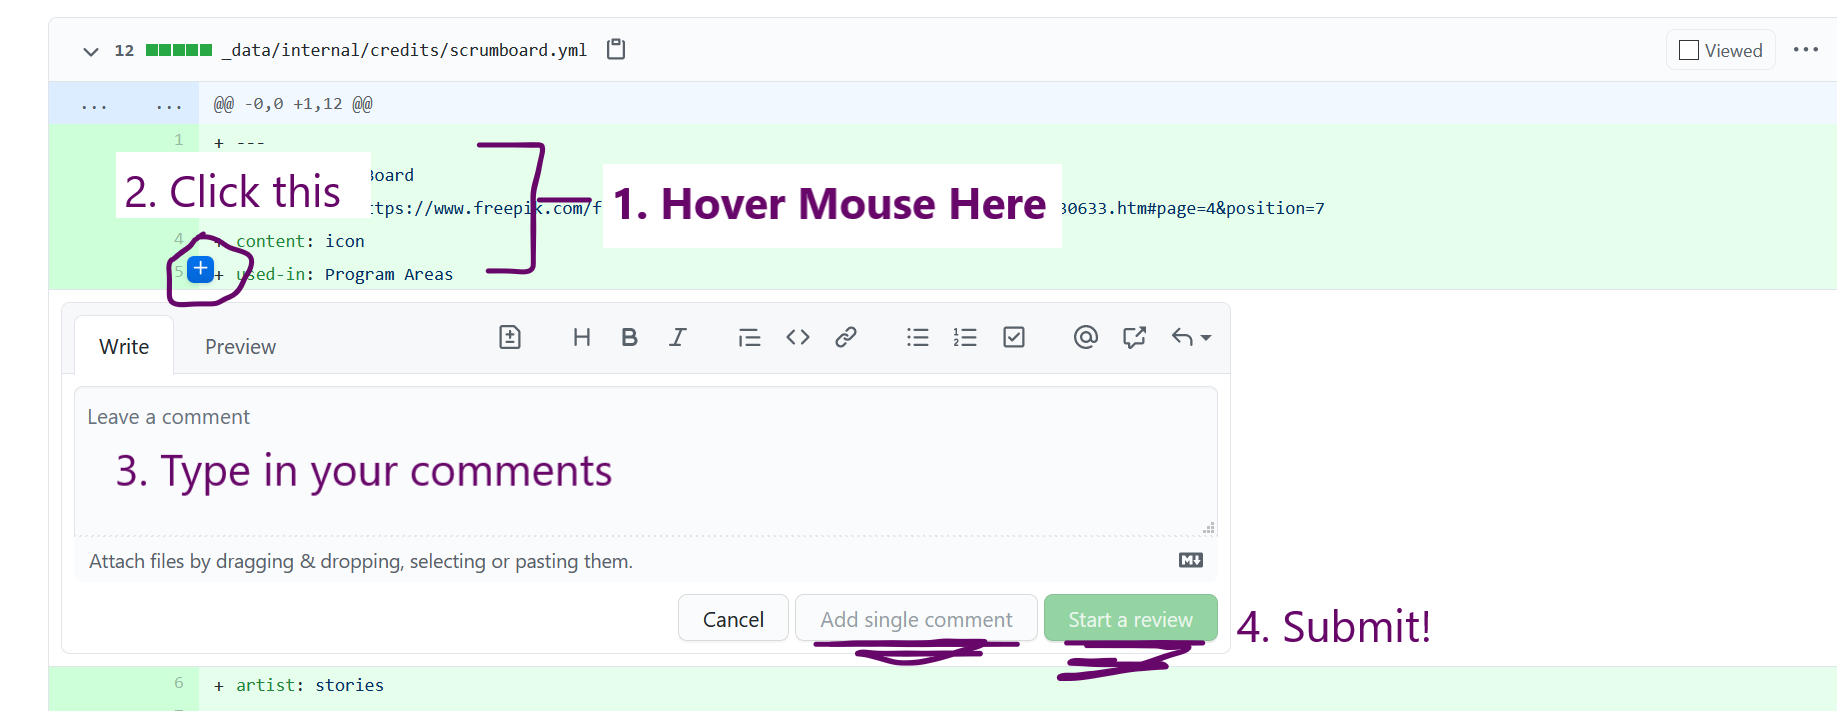 12 _data/internal/credits/scrumboard.yml Viewed ...
... ... @@ -0,0 +1,12 @@
1 + ---
2. Click this
Board
1. Hover Mouse Here
ttps://www.freepik.com/f 30633.htm#page=4&position=7
4 + content: icon
5 + used-in: Program Areas
Write Preview
Leave a comment
3. Type in your comments
Attach files by dragging & dropping, selecting or pasting them.
Cancel Add single comment Start a review 4. Submit!
6 + artist: stories